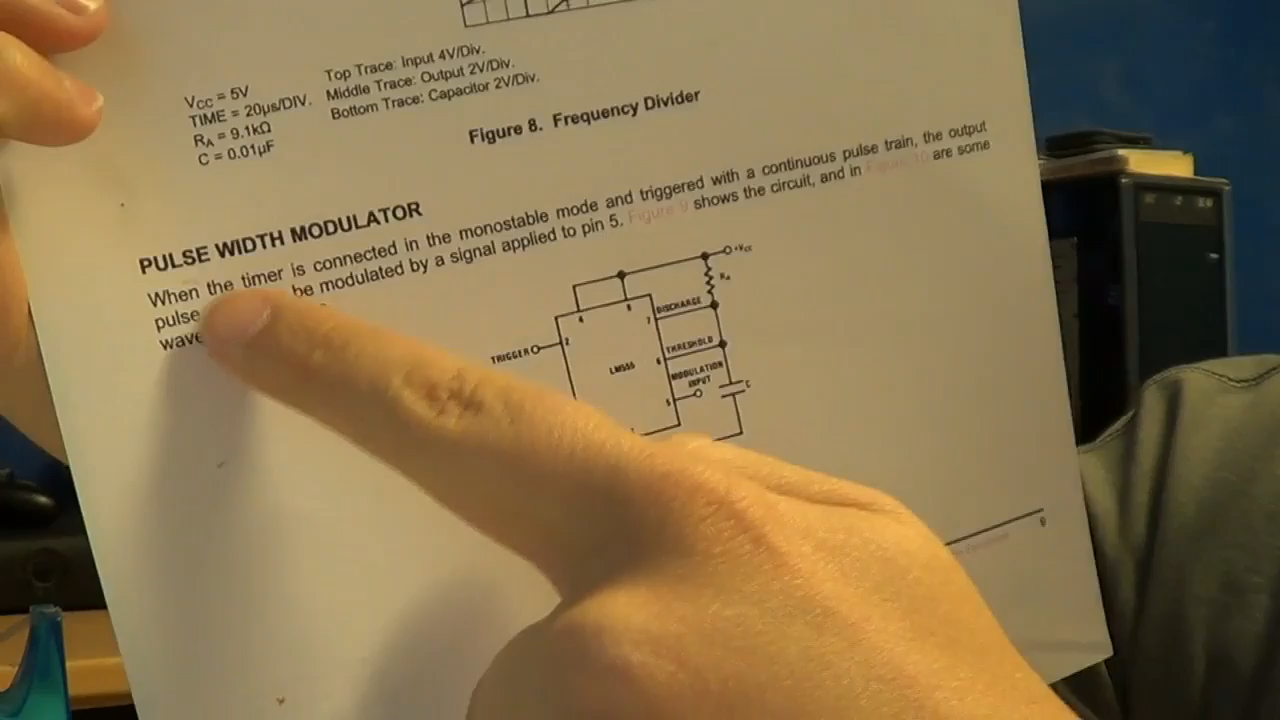 Top Trace: Input 4V/Div.
VCC = 5V
Middle Trace: Output 2V/Div.
TIME = 20µs/DIV.
Bottom Trace: Capacitor 2V/Div.
RA = 9.1kΩ
C = 0.01µF
Figure 8. Frequency Divider
PULSE WIDTH MODULATOR
When the timer is connected in the monostable mode and triggered with a continuous pulse train, the output
pulse be modulated by a signal applied to pin 5. Figure 9 shows the circuit, and in Figure 10 are some
+VCC
RA
DISCHARGE
4
8
7
TRIGGER
2
LM555
THRESHOLD
6
MODULATION
INPUT
5
C
1
9